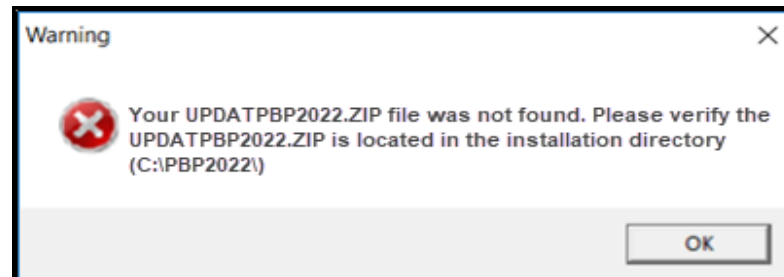 Warning
Your UPDATPBP2022.ZIP file was not found. Please verify the
UPDATPBP2022.ZIP is located in the installation directory
(C:\PBP2022\)
OK